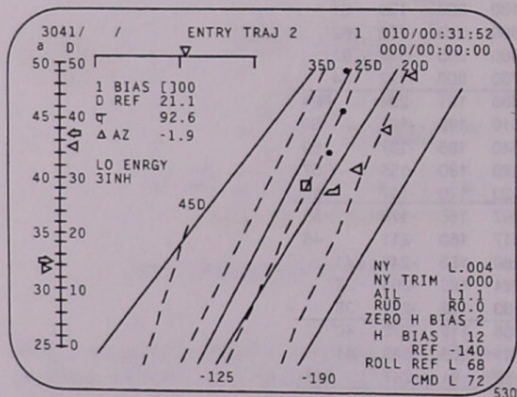 3041/ / ENTRY TRAJ 2 1 010/00:31:52
000/00:00:00
a D
50 50
45 40
40 30
35 20
30 10
25 0
1 BIAS []00
D REF 21.1
q 92.6
Δ AZ -1.9
LO ENRGY
3INH
35D 25D 20D
45D
-125 -190
NY L.004
NY TRIM .000
AIL L1.1
RUD R0.0
ZERO H BIAS 2
H BIAS 12
REF -140
ROLL REF L 68
CMD L 72
530